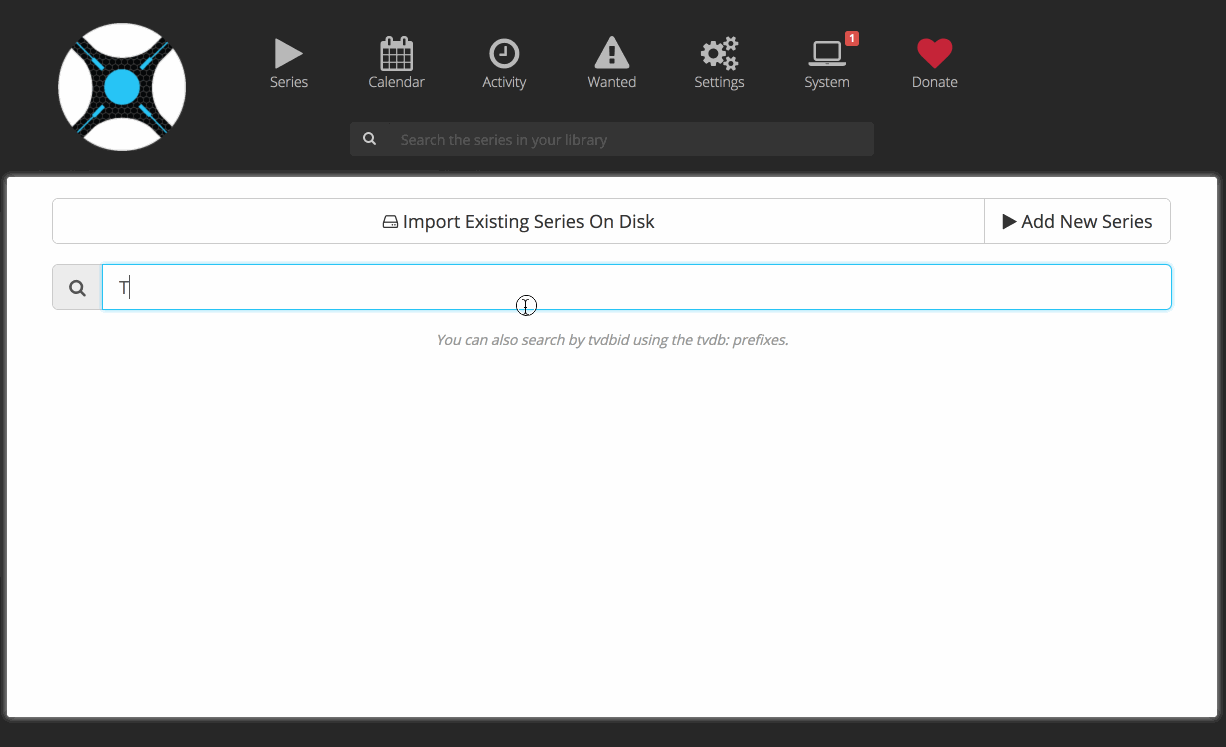 Series Calendar Activity Wanted Settings System 1 Donate
Search the series in your library
Import Existing Series On Disk Add New Series
T
You can also search by tvdbid using the tvdb: prefixes.